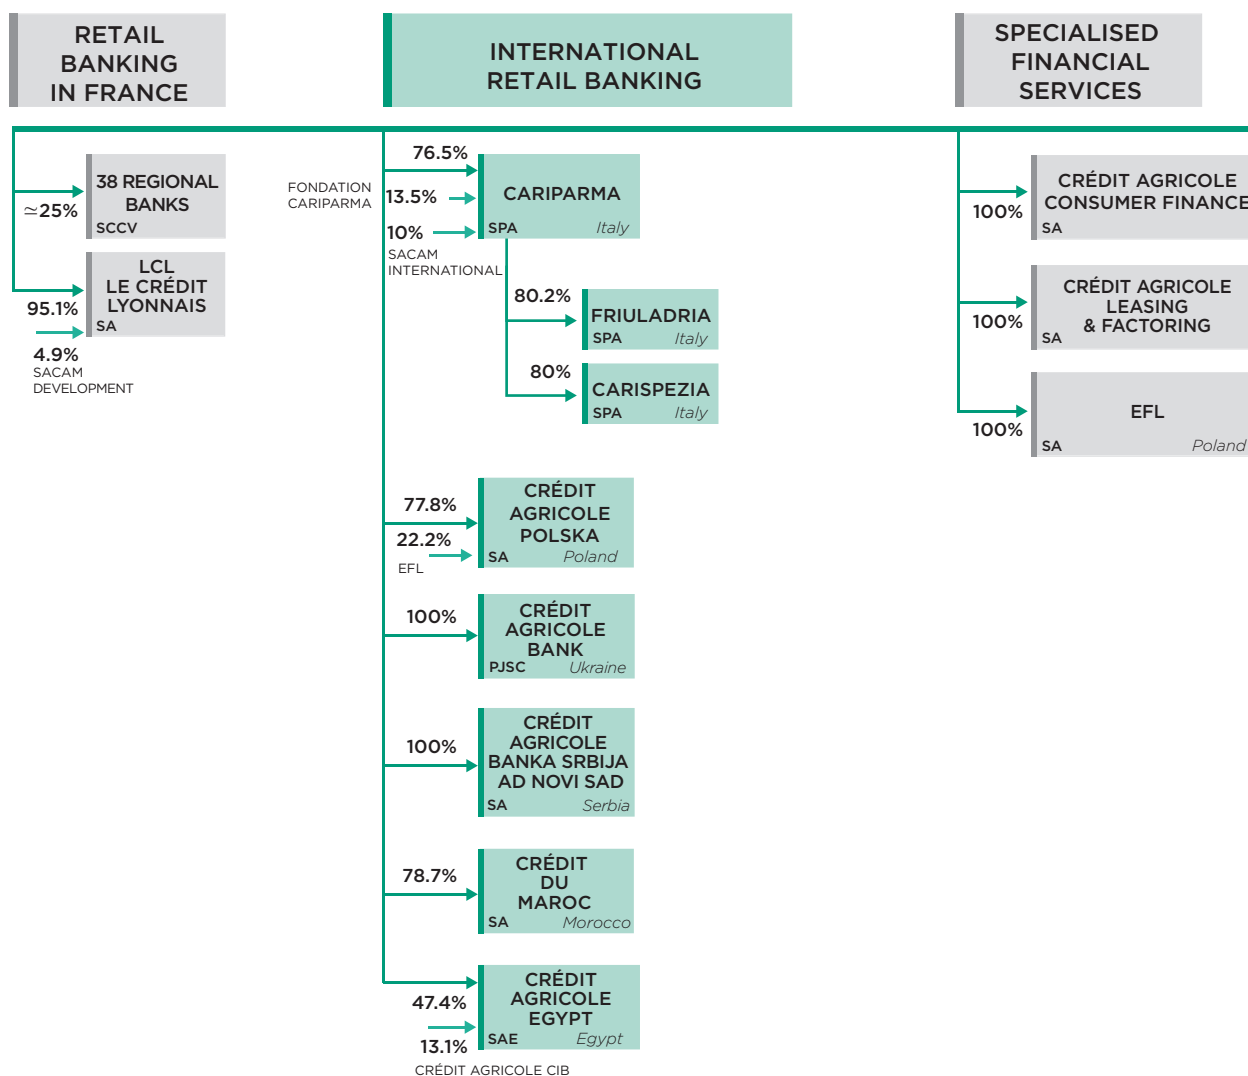 RETAIL
BANKING
IN FRANCE
≃25%
38 REGIONAL
BANKS
SCCV
95.1%
LCL
LE CRÉDIT
LYONNAIS
SA
4.9%
SACAM
DEVELOPMENT
INTERNATIONAL
RETAIL BANKING
76.5%
FONDATION
CARIPARMA
13.5%
10%
SACAM
INTERNATIONAL
CARIPARMA
SPA Italy
80.2%
FRIULADRIA
SPA Italy
80%
CARISPEZIA
SPA Italy
77.8%
22.2%
EFL
CRÉDIT
AGRICOLE
POLSKA
SA Poland
100%
CRÉDIT
AGRICOLE
BANK
PJSC Ukraine
100%
CRÉDIT
AGRICOLE
BANKA SRBIJA
AD NOVI SAD
SA Serbia
78.7%
CRÉDIT
DU
MAROC
SA Morocco
47.4%
13.1%
CRÉDIT AGRICOLE CIB
CRÉDIT
AGRICOLE
EGYPT
SAE Egypt
SPECIALISED
FINANCIAL
SERVICES
100%
CRÉDIT AGRICOLE
CONSUMER FINANCE
SA
100%
CRÉDIT AGRICOLE
LEASING
& FACTORING
SA
100%
EFL
SA Poland